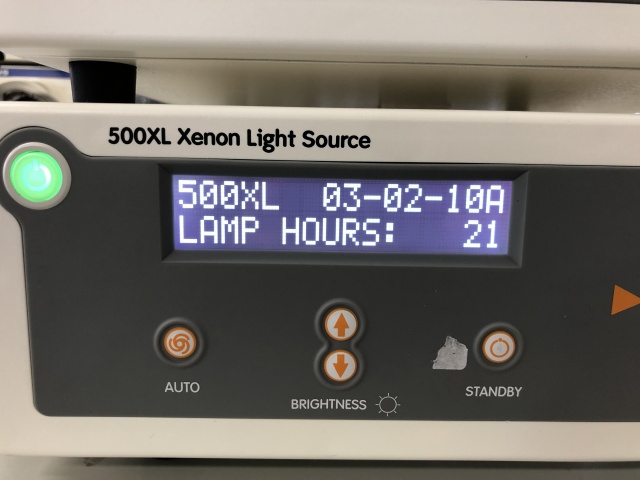 500XL Xenon Light Source
500XL 03-02-10A
LAMP HOURS: 21
AUTO
BRIGHTNESS
STANDBY